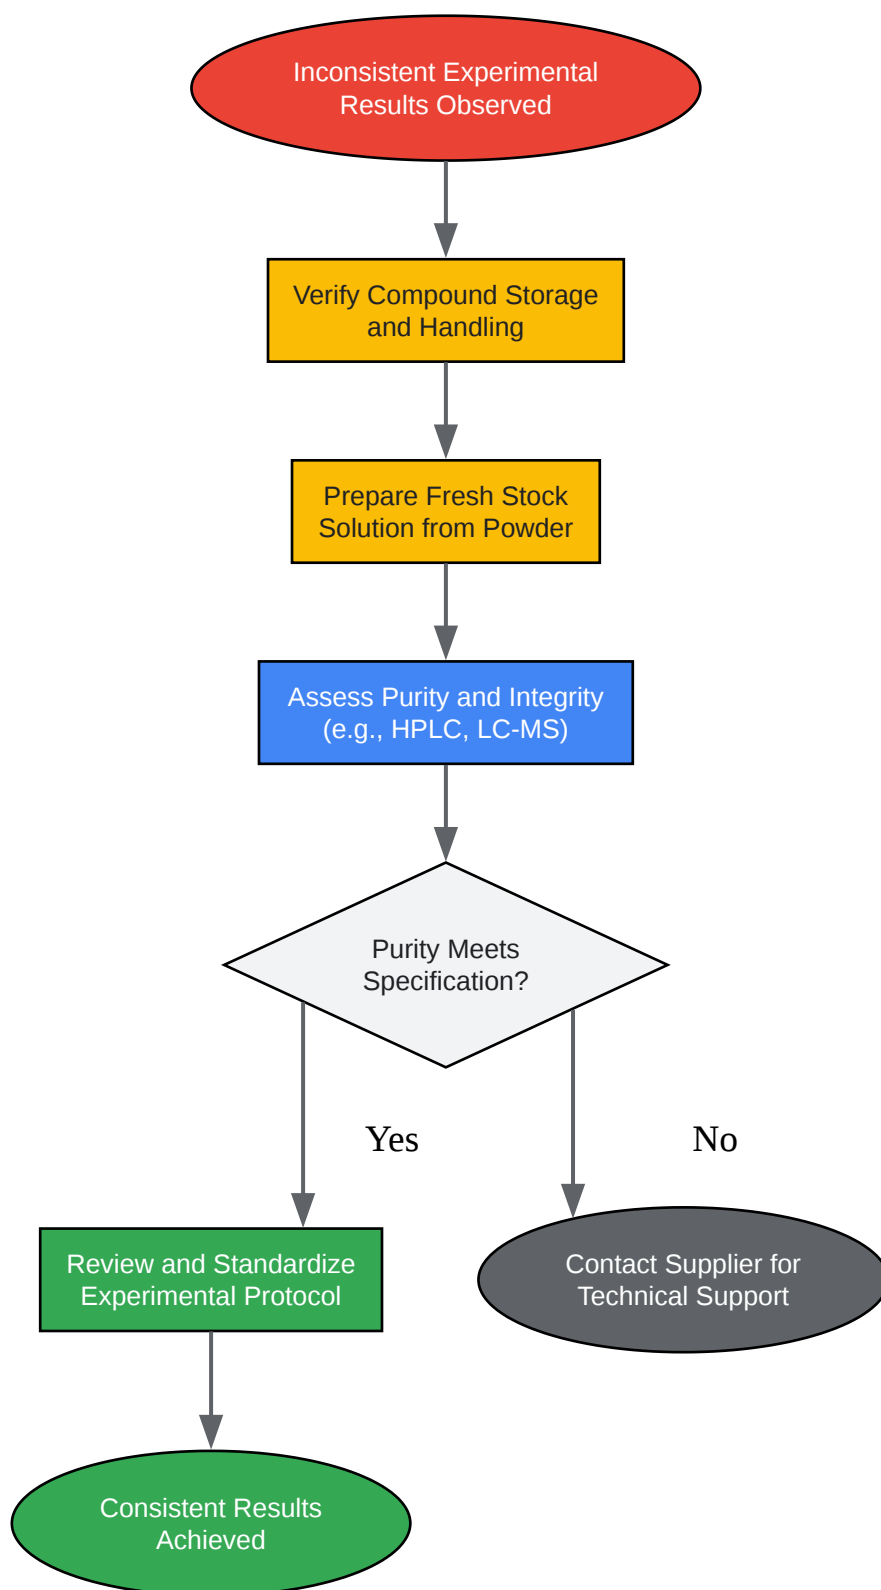 Inconsistent Experimental
Results Observed
Verify Compound Storage
and Handling
Prepare Fresh Stock
Solution from Powder
Assess Purity and Integrity
(e.g., HPLC, LC-MS)
Purity Meets
Specification?
Yes
No
Review and Standardize
Experimental Protocol
Contact Supplier for
Technical Support
Consistent Results
Achieved